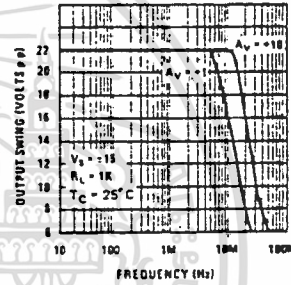 OUTPUT SWING (VOLTS p p)
22
20
18
16
14
12
10
8
6
Av = +10
Av = +
Vs = ±15
RL = 1K
TC = 25°C
10
100
1M
10M
100M
FREQUENCY (Hz)